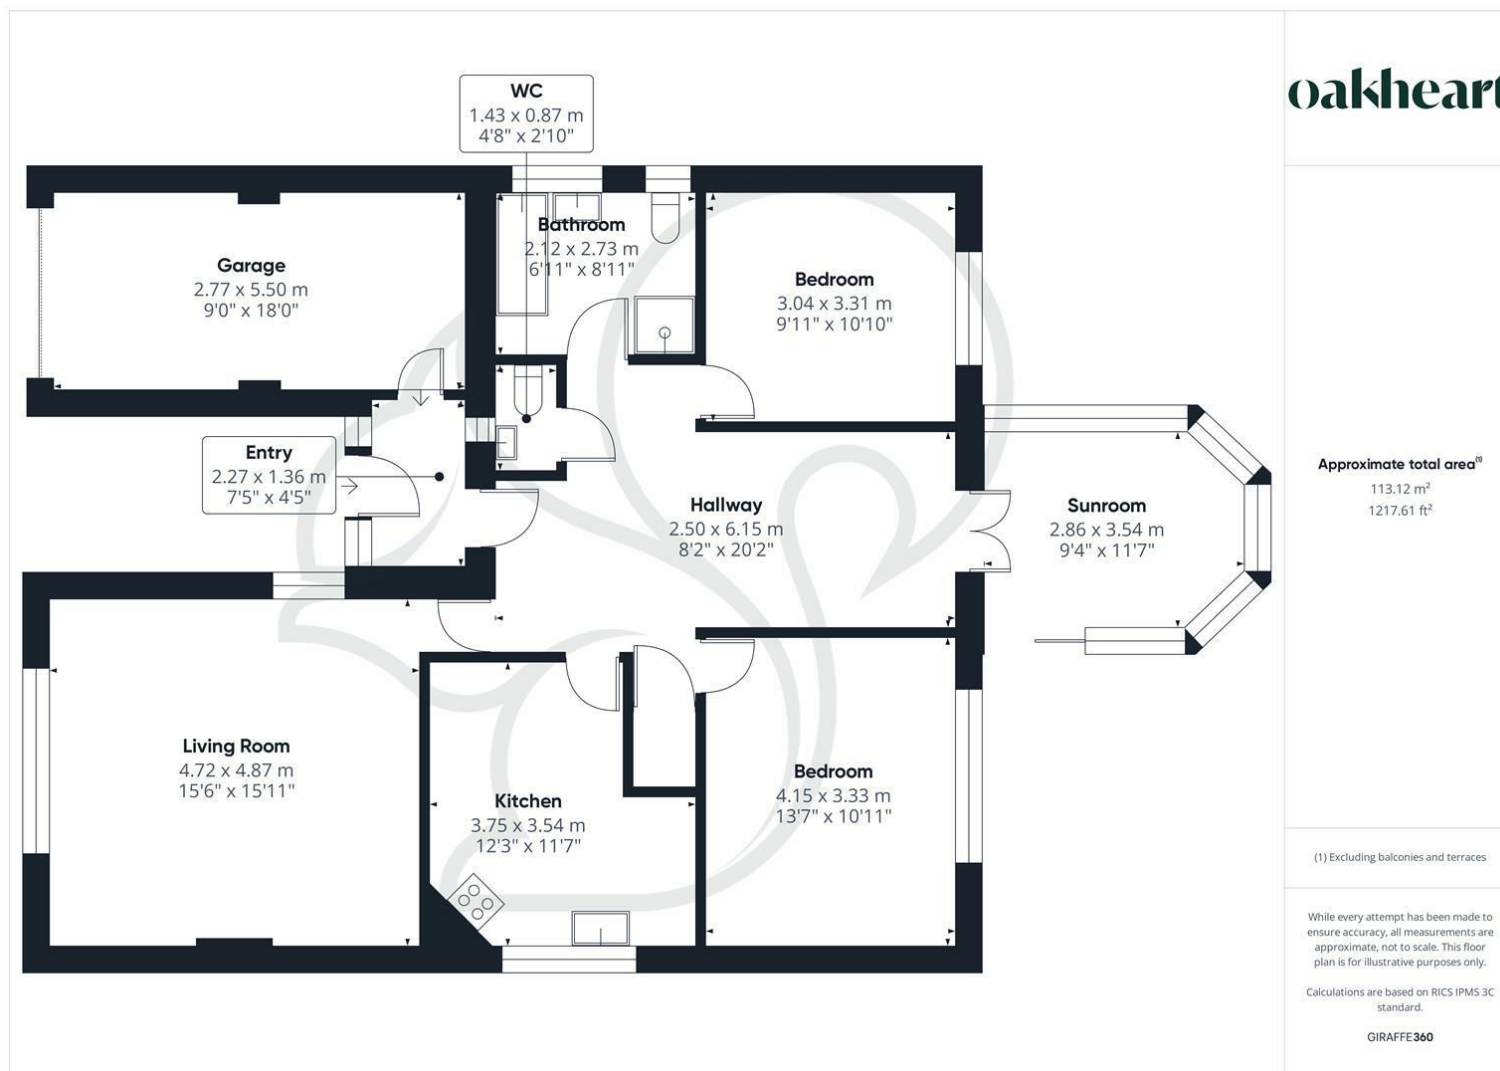 WC
1.43 x 0.87 m
4'8" x 2'10"
Bathroom
2.12 x 2.73 m
6'11" x 8'11"
Garage
2.77 x 5.50 m
9'0" x 18'0"
Bedroom
3.04 x 3.31 m
9'11" x 10'10"
Entry
2.27 x 1.36 m
7'5" x 4'5"
Hallway
2.50 x 6.15 m
8'2" x 20'2"
Sunroom
2.86 x 3.54 m
9'4" x 11'7"
Living Room
4.72 x 4.87 m
15'6" x 15'11"
Kitchen
3.75 x 3.54 m
12'3" x 11'7"
Bedroom
4.15 x 3.33 m
13'7" x 10'11"
oakheart
Approximate total area⁽¹⁾
113.12 m²
1217.61 ft²
(1) Excluding balconies and terraces
While every attempt has been made to
ensure accuracy, all measurements are
approximate, not to scale. This floor
plan is for illustrative purposes only.
Calculations are based on RICS IPMS 3C
standard.
GIRAFFE360